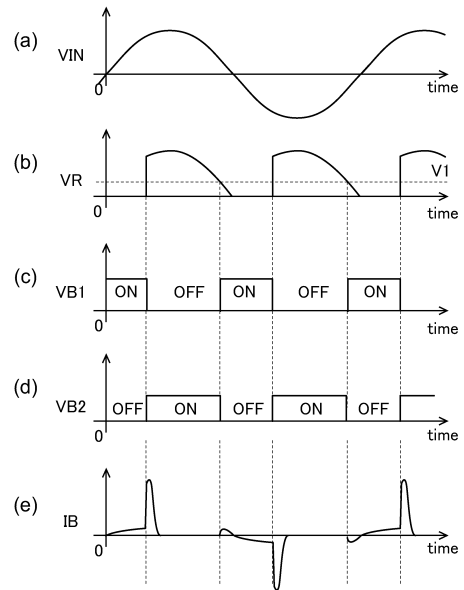 (a)
VIN
0
time
(b)
VR
V1
0
time
(c)
VB1
ON OFF ON OFF ON
0
time
(d)
VB2
OFF ON OFF ON OFF
0
time
(e)
IB
0
time